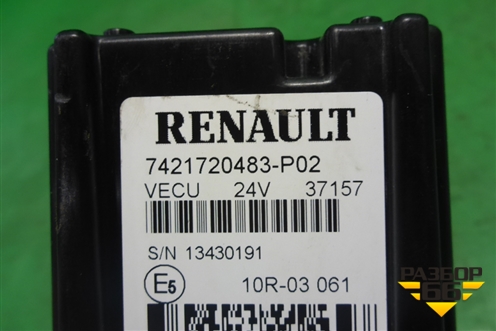 RENAULT
7421720483-P02
VECU 24V 37157
S/N 13430191
E5 10R-03 061
РАЗБОР
66